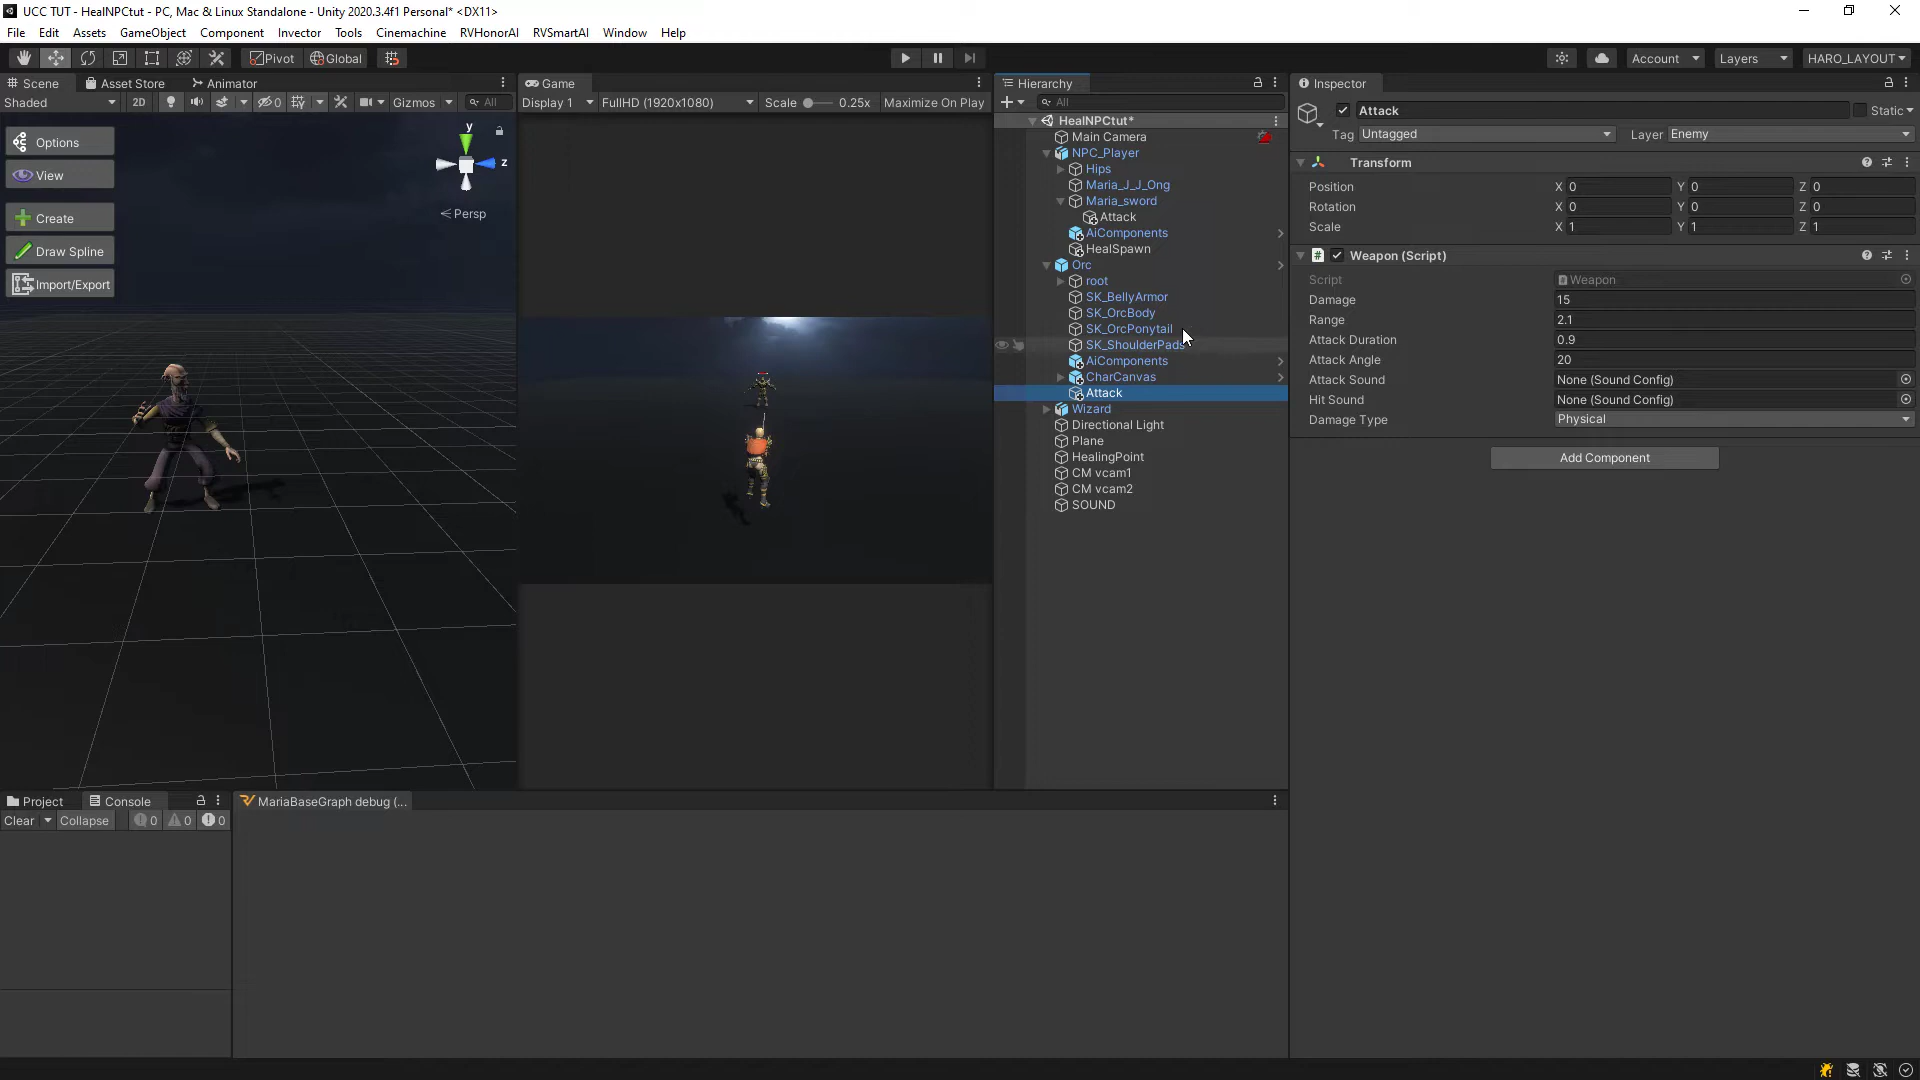 UCC TUT - HealNPCtut - PC, Mac & Linux Standalone - Unity 2020.3.4f1 Personal* <DX11>
File Edit Assets GameObject Component Invector Tools Cinemachine RVHonorAI RVSmartAI Window Help
Pivot Global Account Layers HARO_LAYOUT
Scene Asset Store Animator
Shaded 2D 0 Gizmos All
Options
View
Create
Draw Spline
Import/Export
y
z
Persp
Game
Display 1 FullHD (1920x1080) Scale 0.25x Maximize On Play
Hierarchy
All
HealNPCtut*
Main Camera
NPC_Player
Hips
Maria_J_J_Ong
Maria_sword
Attack
AiComponents
HealSpawn
Orc
root
SK_BellyArmor
SK_OrcBody
SK_OrcPonytail
SK_ShoulderPads
AiComponents
CharCanvas
Attack
Wizard
Directional Light
Plane
HealingPoint
CM vcam1
CM vcam2
SOUND
Inspector
Attack Static
Tag Untagged Layer Enemy
Transform
Position X 0 Y 0 Z 0
Rotation X 0 Y 0 Z 0
Scale X 1 Y 1 Z 1
# Weapon (Script)
Script Weapon
Damage 15
Range 2.1
Attack Duration 0.9
Attack Angle 20
Attack Sound None (Sound Config)
Hit Sound None (Sound Config)
Damage Type Physical
Add Component
Project Console
Clear Collapse 0 0 0
MariaBaseGraph debug (...